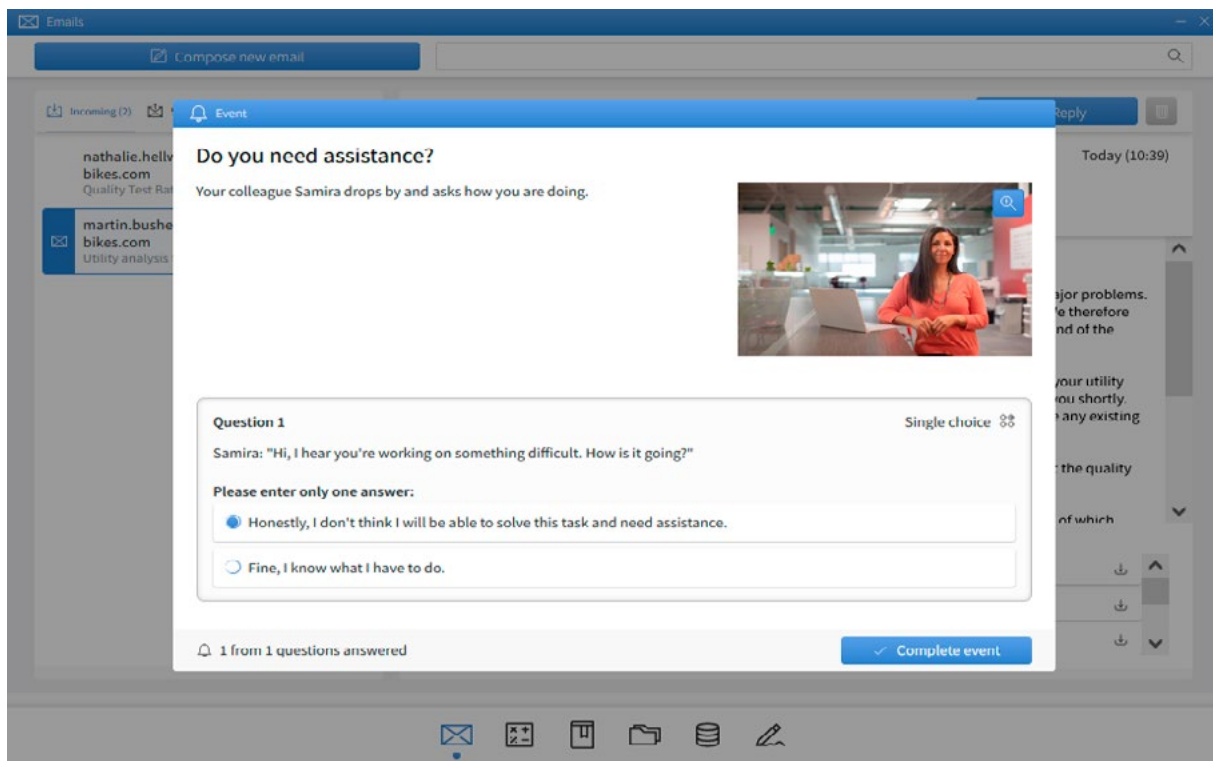 Emails
Compose new email
Incoming (2)
Reply
nathalie.hellw
bikes.com
Quality Test Rat
martin.bushe
bikes.com
Utility analysis
Today (10:39)
Event
Do you need assistance?
Your colleague Samira drops by and asks how you are doing.
ajor problems.
therefore
nd of the
your utility
you shortly.
any existing
the quality
of which
Question 1
Single choice
Samira: "Hi, I hear you're working on something difficult. How is it going?"
Please enter only one answer:
Honestly, I don't think I will be able to solve this task and need assistance.
Fine, I know what I have to do.
1 from 1 questions answered
Complete event